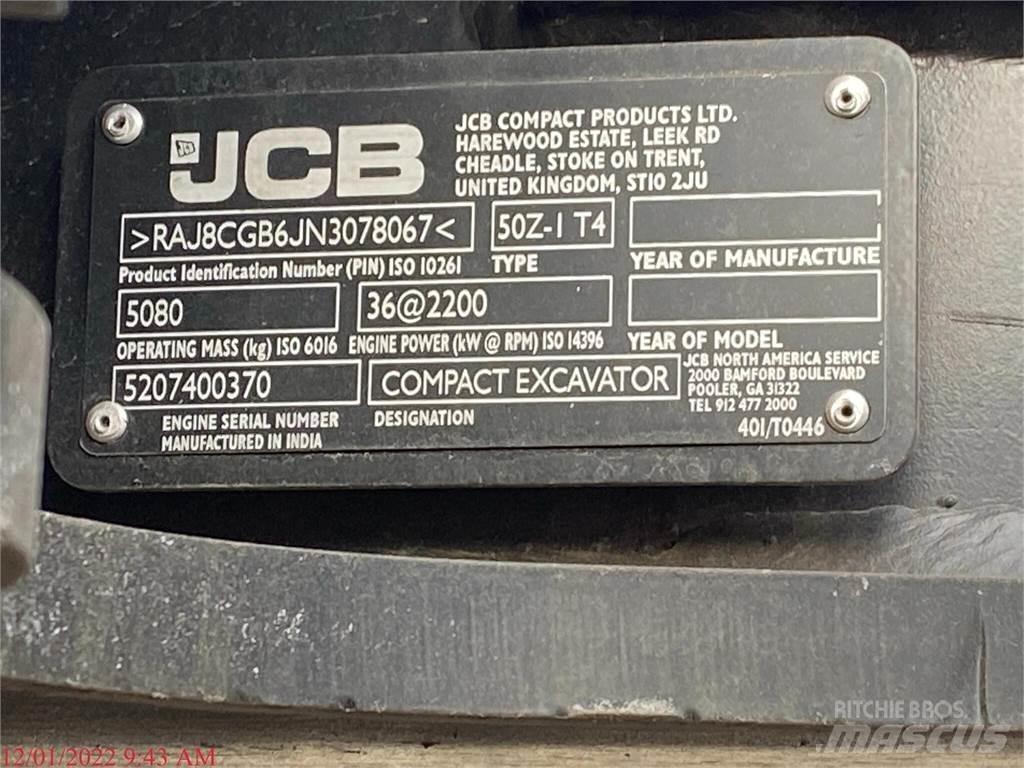 JCB
JCB COMPACT PRODUCTS LTD.
HAREWOOD ESTATE, LEEK RD
CHEADLE, STOKE ON TRENT,
UNITED KINGDOM, ST10 2JU
>RAJ8CGB6JN3078067<
Product Identification Number (PIN) ISO 10261
50Z-1 T4
TYPE
YEAR OF MANUFACTURE
5080
OPERATING MASS (kg) ISO 6016
36@2200
ENGINE POWER (kW @ RPM) ISO 14396
YEAR OF MODEL
5207400370
ENGINE SERIAL NUMBER
MANUFACTURED IN INDIA
COMPACT EXCAVATOR
DESIGNATION
JCB NORTH AMERICA SERVICE
2000 BAMFORD BOULEVARD
POOLER, GA 31322
TEL 912 477 2000
401/T0446
RITCHIE BROS.
MASCUS
12/01/2022 9:43 AM